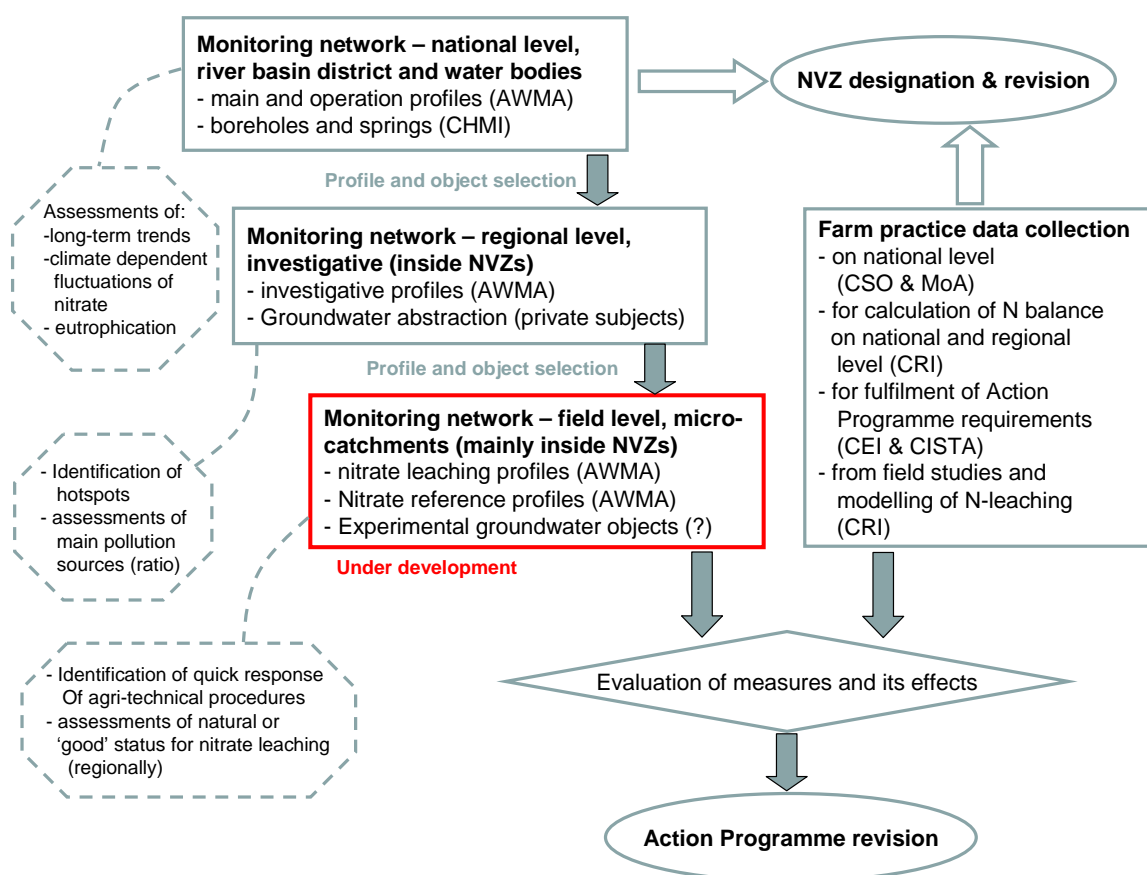 Monitoring network – national level,
river basin district and water bodies
- main and operation profiles (AWMA)
- boreholes and springs (CHMI)
NVZ designation & revision
Profile and object selection
Assessments of:
-long-term trends
-climate dependent
fluctuations of
nitrate
- eutrophication
Monitoring network – regional level,
investigative (inside NVZs)
- investigative profiles (AWMA)
- Groundwater abstraction (private subjects)
Farm practice data collection
- on national level
(CSO & MoA)
- for calculation of N balance
on national and regional
level (CRI)
- for fulfilment of Action
Programme requirements
(CEI & CISTA)
- from field studies and
modelling of N-leaching
(CRI)
Profile and object selection
Monitoring network – field level, micro-
catchments (mainly inside NVZs)
- nitrate leaching profiles (AWMA)
- Nitrate reference profiles (AWMA)
- Experimental groundwater objects (?)
Under development
- Identification of
hotspots
- assessments of
main pollution
sources (ratio)
- Identification of quick response
Of agri-technical procedures
- assessments of natural or
‘good’ status for nitrate leaching
(regionally)
Evaluation of measures and its effects
Action Programme revision